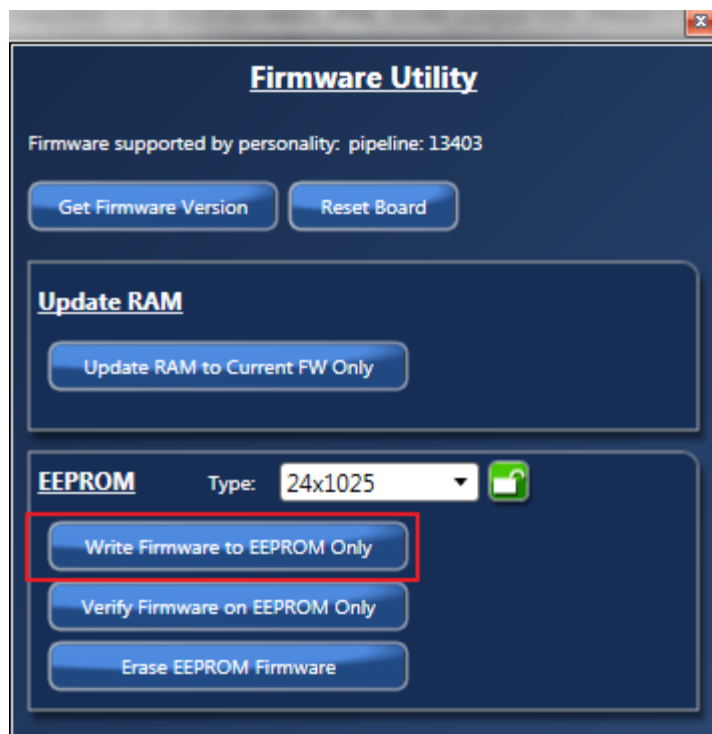 Firmware Utility
Firmware supported by personality: pipeline: 13403
Get Firmware Version Reset Board
Update RAM
Update RAM to Current FW Only
EEPROM Type: 24x1025
Write Firmware to EEPROM Only
Verify Firmware on EEPROM Only
Erase EEPROM Firmware